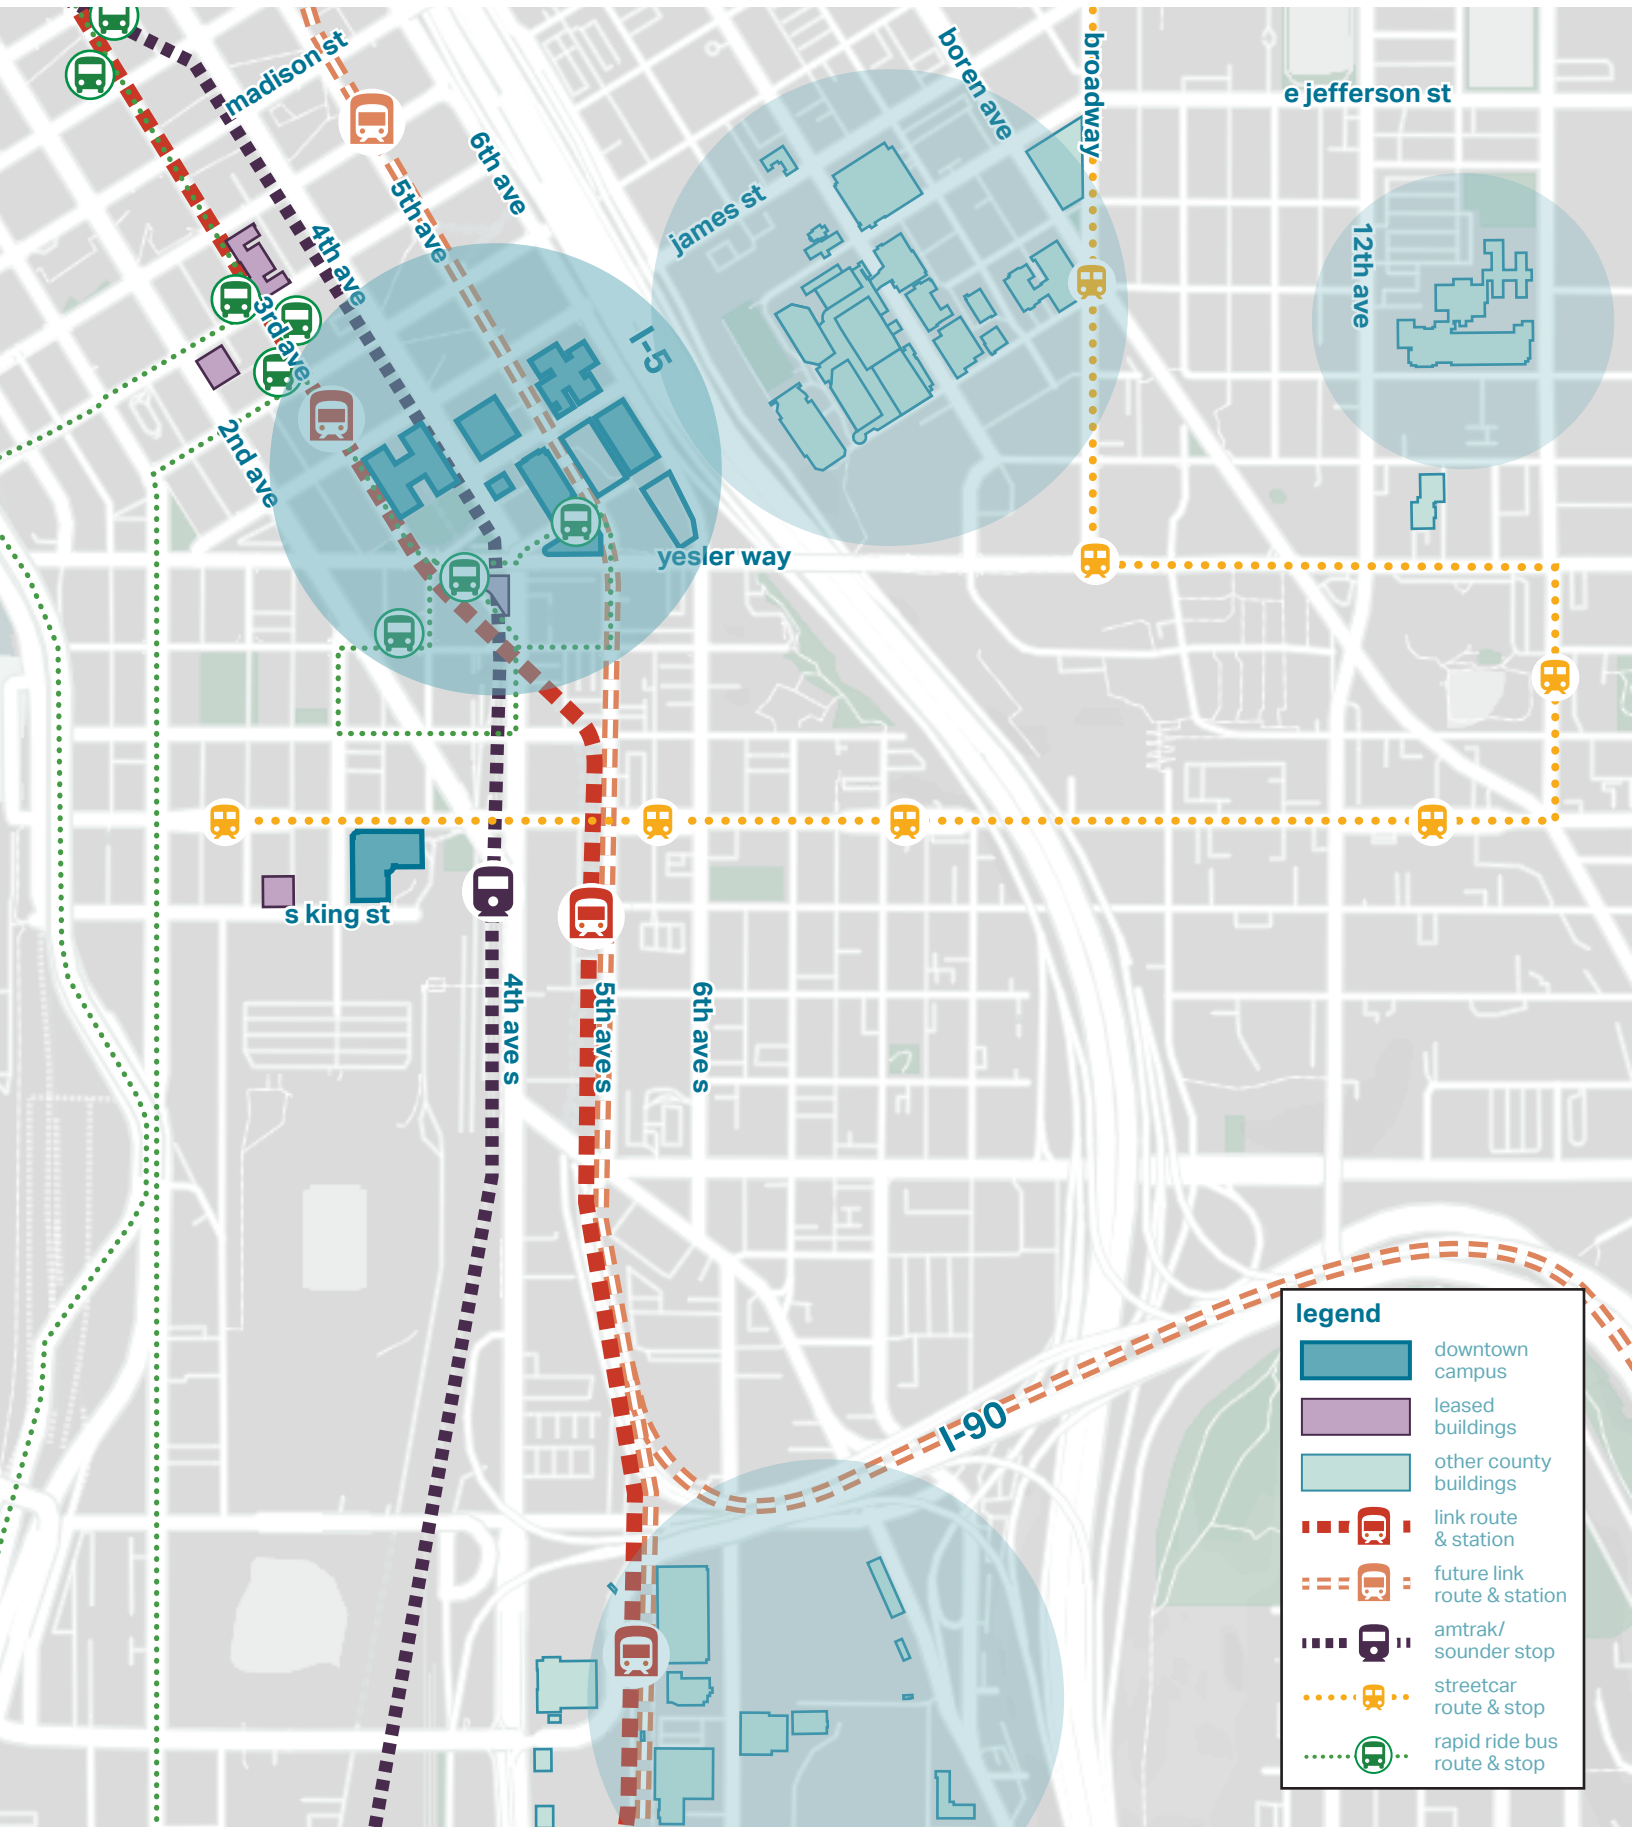 madison st
boren ave
broadway
e jefferson st
6th ave
5th ave
james st
4th ave
12th ave
3rd ave
I-5
2nd ave
yesler way
s king st
4th ave s
5th ave s
6th ave s
I-90
legend
downtown
campus
leased
buildings
other county
buildings
link route
& station
future link
route & station
amtrak/
sounder stop
streetcar
route & stop
rapid ride bus
route & stop